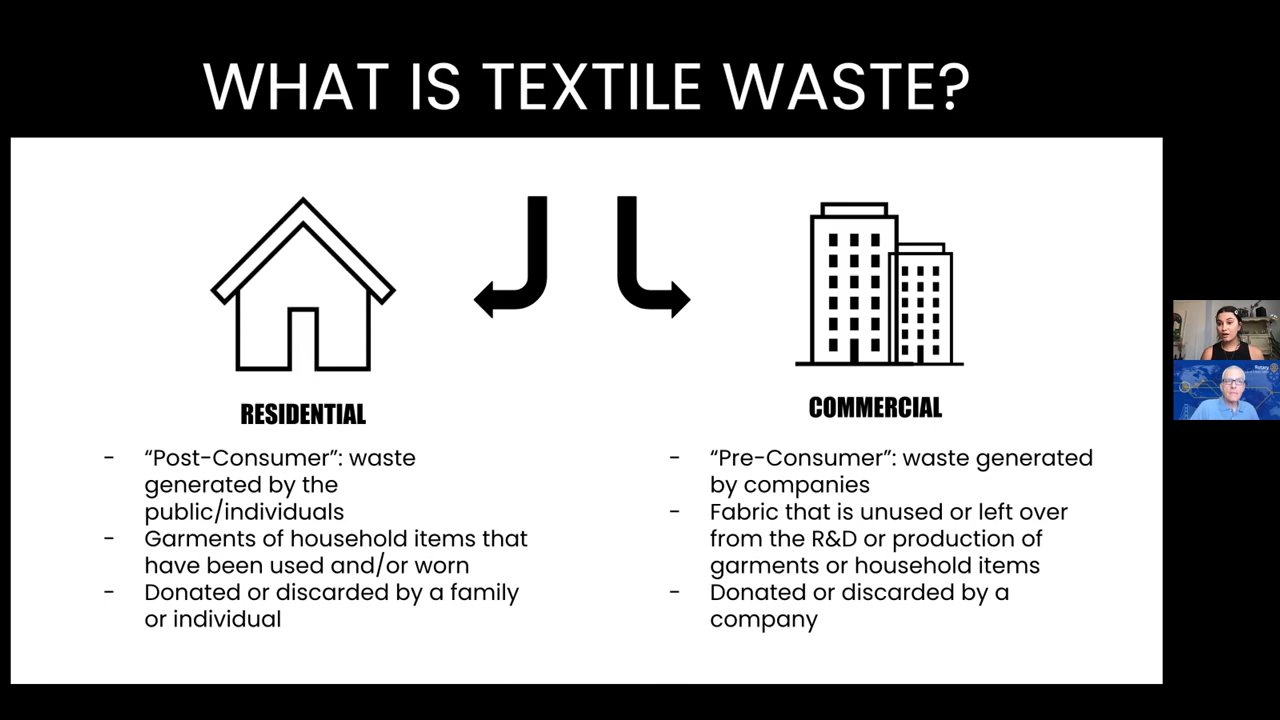 WHAT IS TEXTILE WASTE?
RESIDENTIAL
- “Post-Consumer”: waste
generated by the
public/individuals
- Garments of household items that
have been used and/or worn
- Donated or discarded by a family
or individual
COMMERCIAL
- “Pre-Consumer”: waste generated
by companies
- Fabric that is unused or left over
from the R&D or production of
garments or household items
- Donated or discarded by a
company
Rotary